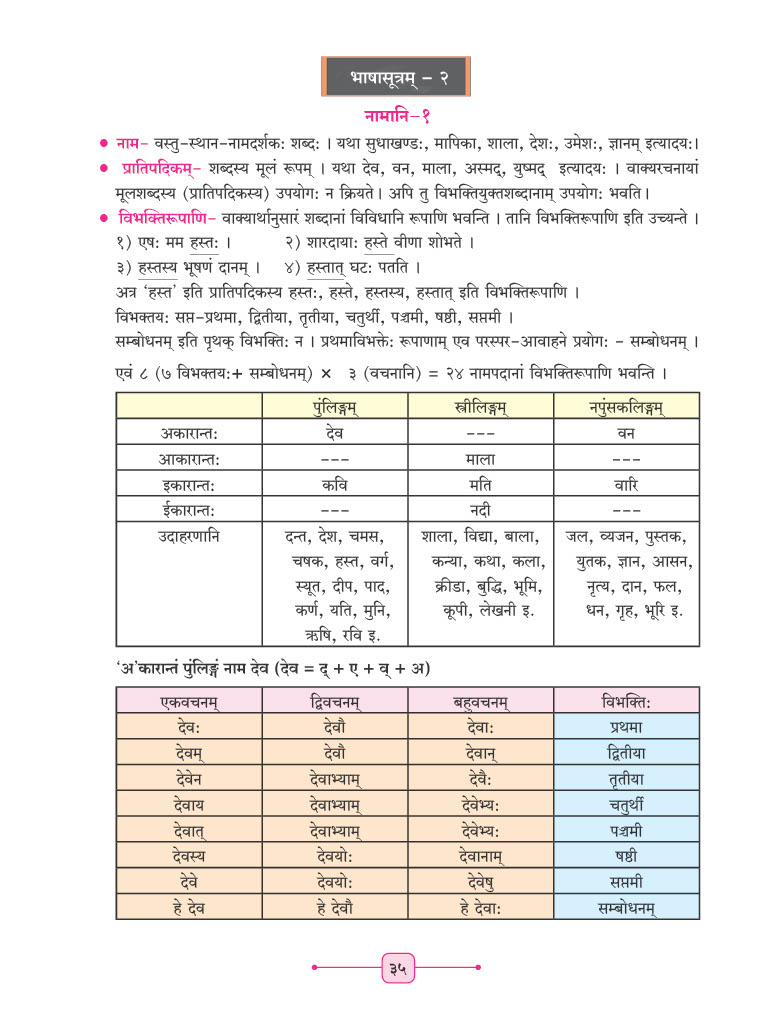 भाषासूत्रम् - २
नामानि-१
• नाम- वस्तु-स्थान-नामदर्शकः शब्दः । यथा सुधाखण्डः, मापिका, शाला, देशः, उमेशः, ज्ञानम् इत्यादयः।
• प्रातिपदिकम्- शब्दस्य मूलं रूपम् । यथा देव, वन, माला, अस्मद्, युष्मद् इत्यादयः । वाक्यरचनायां
मूलशब्दस्य (प्रातिपदिकस्य) उपयोगः न क्रियते। अपि तु विभक्तियुक्तशब्दानाम् उपयोगः भवति।
• विभक्तिरूपाणि- वाक्यार्थानुसारं शब्दानां विविधानि रूपाणि भवन्ति । तानि विभक्तिरूपाणि इति उच्यन्ते ।
१) एषः मम हस्तः । २) शारदायाः हस्ते वीणा शोभते ।
३) हस्तस्य भूषणं दानम् । ४) हस्तात् घटः पतति ।
अत्र ‘हस्त’ इति प्रातिपदिकस्य हस्तः, हस्ते, हस्तस्य, हस्तात् इति विभक्तिरूपाणि ।
विभक्तयः सप्त-प्रथमा, द्वितीया, तृतीया, चतुर्थी, पञ्चमी, षष्ठी, सप्तमी ।
सम्बोधनम् इति पृथक् विभक्तिः न । प्रथमाविभक्तेः रूपाणाम् एव परस्पर-आवाहने प्रयोगः - सम्बोधनम् ।
एवं ८ (७ विभक्तयः+ सम्बोधनम्) × ३ (वचनानि) = २४ नामपदानां विभक्तिरूपाणि भवन्ति ।
पुंलिङ्गम् स्त्रीलिङ्गम् नपुंसकलिङ्गम्
अकारान्तः देव --- वन
आकारान्तः --- माला ---
इकारान्तः कवि मति वारि
ईकारान्तः --- नदी ---
उदाहरणानि दन्त, देश, चमस, शाला, विद्या, बाला, जल, व्यजन, पुस्तक,
चषक, हस्त, वर्ग, कन्या, कथा, कला, युतक, ज्ञान, आसन,
स्यूत, दीप, पाद, क्रीडा, बुद्धि, भूमि, नृत्य, दान, फल,
कर्ण, यति, मुनि, कूपी, लेखनी इ. धन, गृह, भूरि इ.
ऋषि, रवि इ.
‘अ’कारान्तं पुंलिङ्गं नाम देव (देव = द् + ए + व् + अ)
एकवचनम् द्विवचनम् बहुवचनम् विभक्तिः
देवः देवौ देवाः प्रथमा
देवम् देवौ देवान् द्वितीया
देवेन देवाभ्याम् देवैः तृतीया
देवाय देवाभ्याम् देवेभ्यः चतुर्थी
देवात् देवाभ्याम् देवेभ्यः पञ्चमी
देवस्य देवयोः देवानाम् षष्ठी
देवे देवयोः देवेषु सप्तमी
हे देव हे देवौ हे देवाः सम्बोधनम्
३५